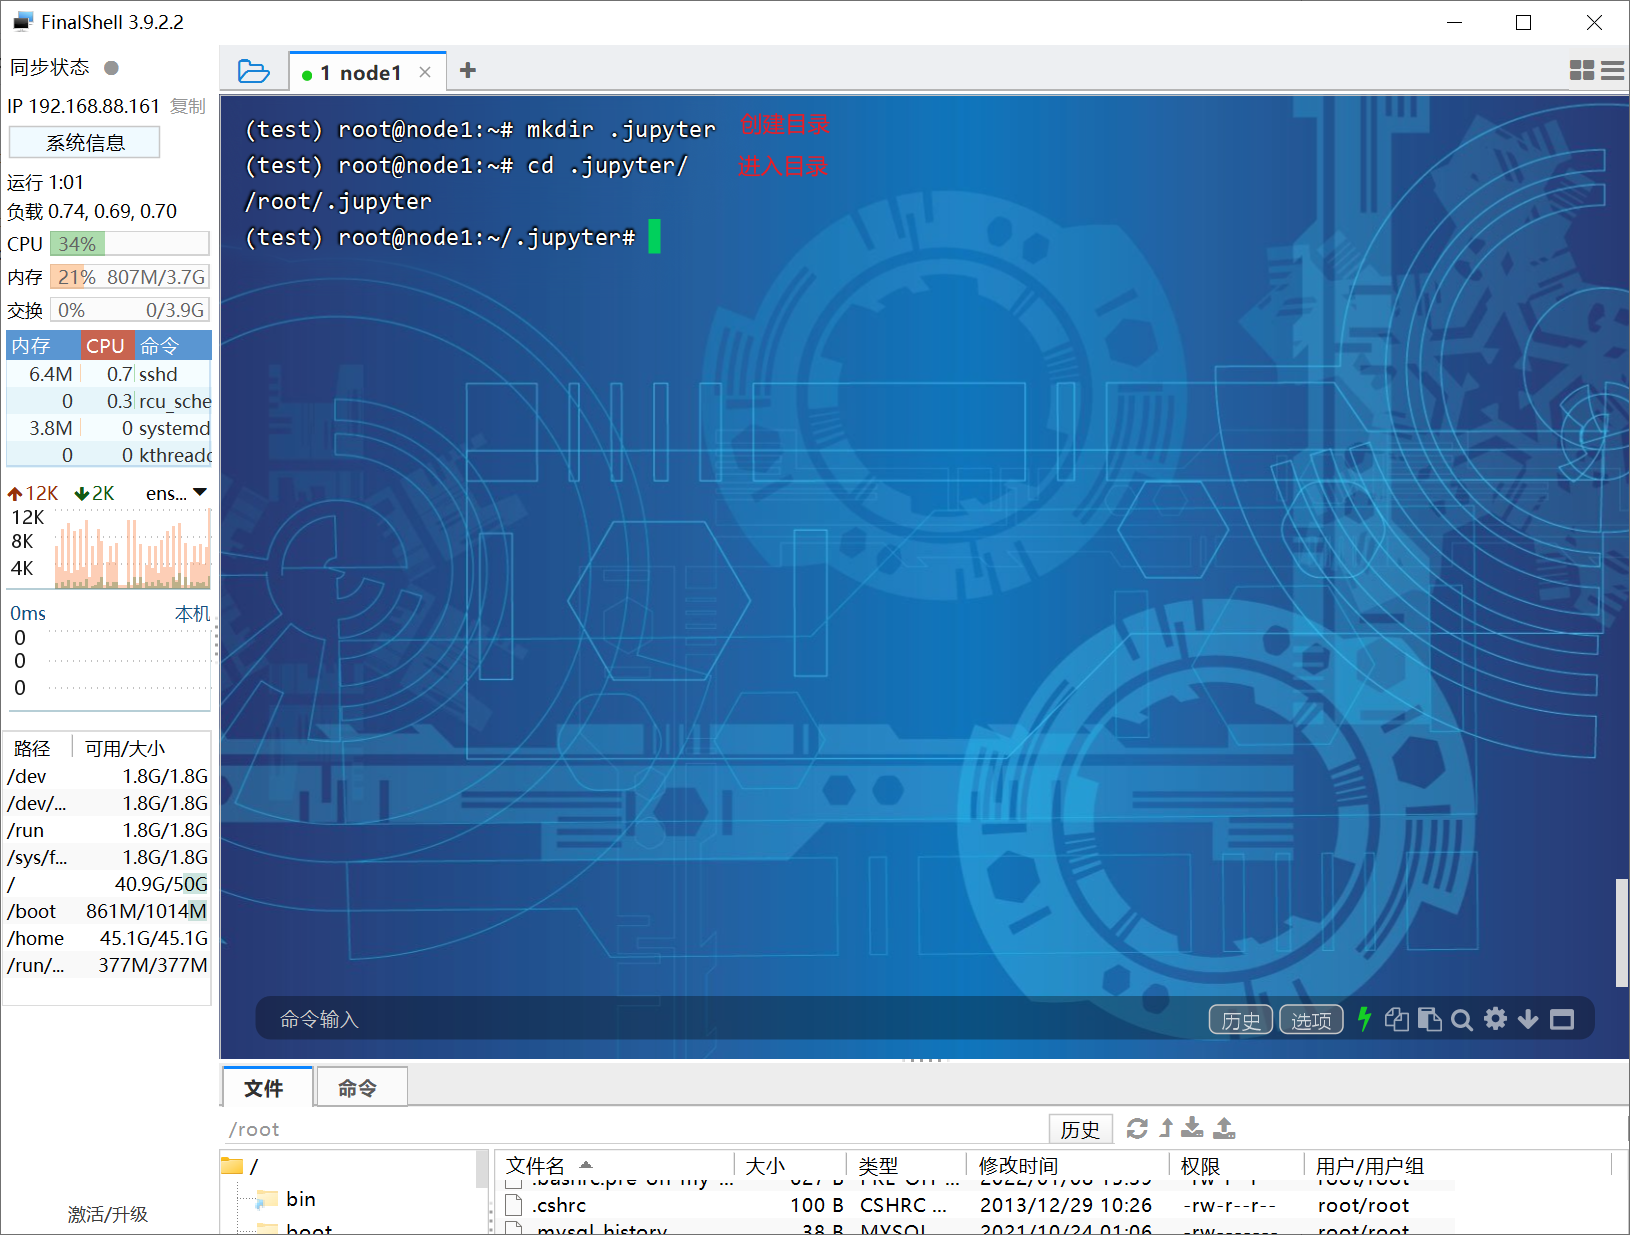 FinalShell 3.9.2.2
同步状态
IP 192.168.88.161 复制
系统信息
运行 1:01
负载 0.74, 0.69, 0.70
CPU 34%
内存 21% 807M/3.7G
交换 0% 0/3.9G
内存 CPU 命令
6.4M 0.7 sshd
0 0.3 rcu_sche
3.8M 0 systemd
0 0 kthreadd
12K 2K ens...
12K
8K
4K
0ms 本机
0
0
0
路径 可用/大小
/dev 1.8G/1.8G
/dev/... 1.8G/1.8G
/run 1.8G/1.8G
/sys/f... 1.8G/1.8G
/ 40.9G/50G
/boot 861M/1014M
/home 45.1G/45.1G
/run/... 377M/377M
激活/升级
1 node1
(test) root@node1:~# mkdir .jupyter 创建目录
(test) root@node1:~# cd .jupyter/ 进入目录
/root/.jupyter
(test) root@node1:~/.jupyter#
命令输入 历史 选项
文件 命令
/root 历史
/
bin
boot
文件名 大小 类型 修改时间 权限 用户/用户组
.cshrc 100 B CSHRC ... 2013/12/29 10:26 -rw-r--r-- root/root
.mysql_history 38 B MYSQL 2021/10/24 01:06 -rw------- root/root